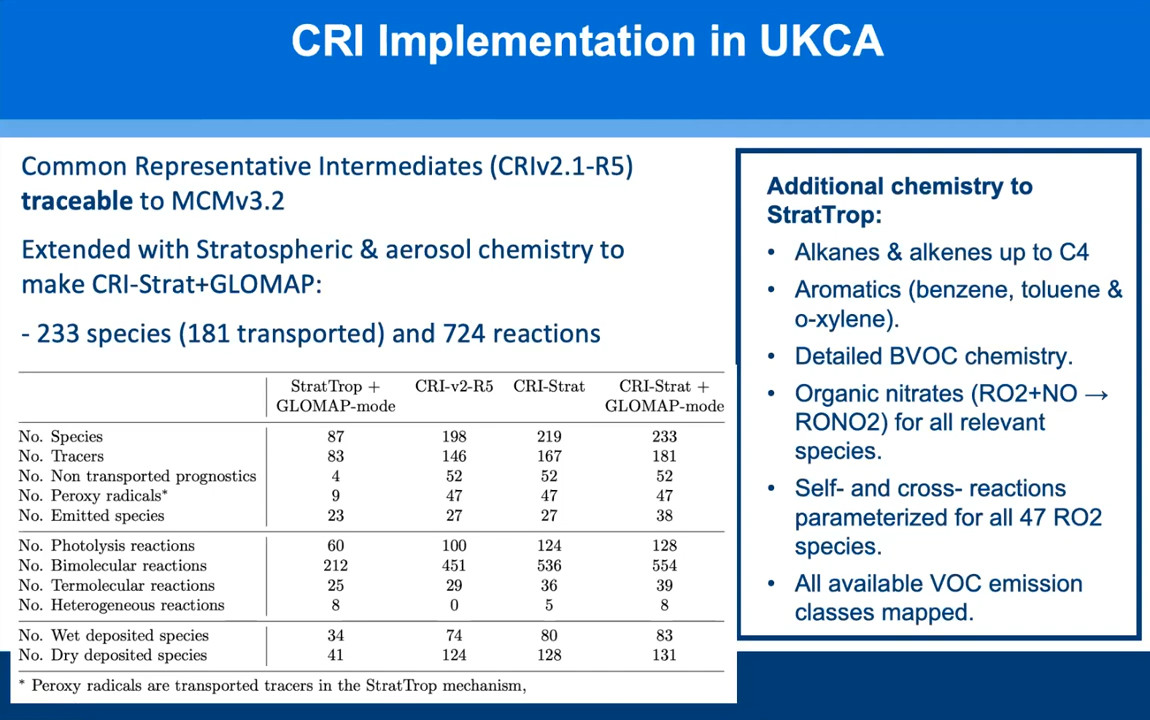 CRI Implementation in UKCA
Common Representative Intermediates (CRIv2.1-R5)
traceable to MCMv3.2
Extended with Stratospheric & aerosol chemistry to
make CRI-Strat+GLOMAP:
- 233 species (181 transported) and 724 reactions
StratTrop + CRI-v2-R5 CRI-Strat CRI-Strat +
GLOMAP-mode GLOMAP-mode
No. Species 87 198 219 233
No. Tracers 83 146 167 181
No. Non transported prognostics 4 52 52 52
No. Peroxy radicals* 9 47 47 47
No. Emitted species 23 27 27 38
No. Photolysis reactions 60 100 124 128
No. Bimolecular reactions 212 451 536 554
No. Termolecular reactions 25 29 36 39
No. Heterogeneous reactions 8 0 5 8
No. Wet deposited species 34 74 80 83
No. Dry deposited species 41 124 128 131
* Peroxy radicals are transported tracers in the StratTrop mechanism,
Additional chemistry to
StratTrop:
• Alkanes & alkenes up to C4
• Aromatics (benzene, toluene &
o-xylene).
• Detailed BVOC chemistry.
• Organic nitrates (RO2+NO →
RONO2) for all relevant
species.
• Self- and cross- reactions
parameterized for all 47 RO2
species.
• All available VOC emission
classes mapped.